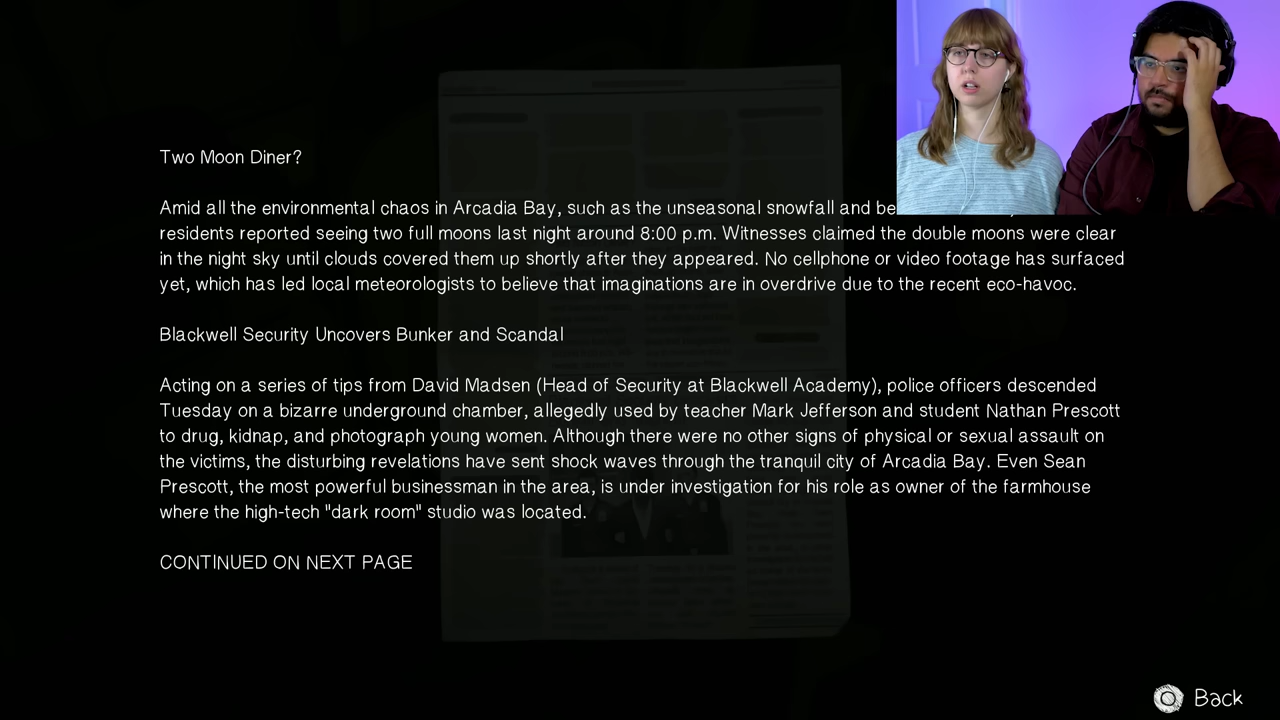 Two Moon Diner?
Amid all the environmental chaos in Arcadia Bay, such as the unseasonal snowfall and
residents reported seeing two full moons last night around 8:00 p.m. Witnesses claimed the double moons were clear
in the night sky until clouds covered them up shortly after they appeared. No cellphone or video footage has surfaced
yet, which has led local meteorologists to believe that imaginations are in overdrive due to the recent eco-havoc.
Blackwell Security Uncovers Bunker and Scandal
Acting on a series of tips from David Madsen (Head of Security at Blackwell Academy), police officers descended
Tuesday on a bizarre underground chamber, allegedly used by teacher Mark Jefferson and student Nathan Prescott
to drug, kidnap, and photograph young women. Although there were no other signs of physical or sexual assault on
the victims, the disturbing revelations have sent shock waves through the tranquil city of Arcadia Bay. Even Sean
Prescott, the most powerful businessman in the area, is under investigation for his role as owner of the farmhouse
where the high-tech "dark room" studio was located.
CONTINUED ON NEXT PAGE
Back